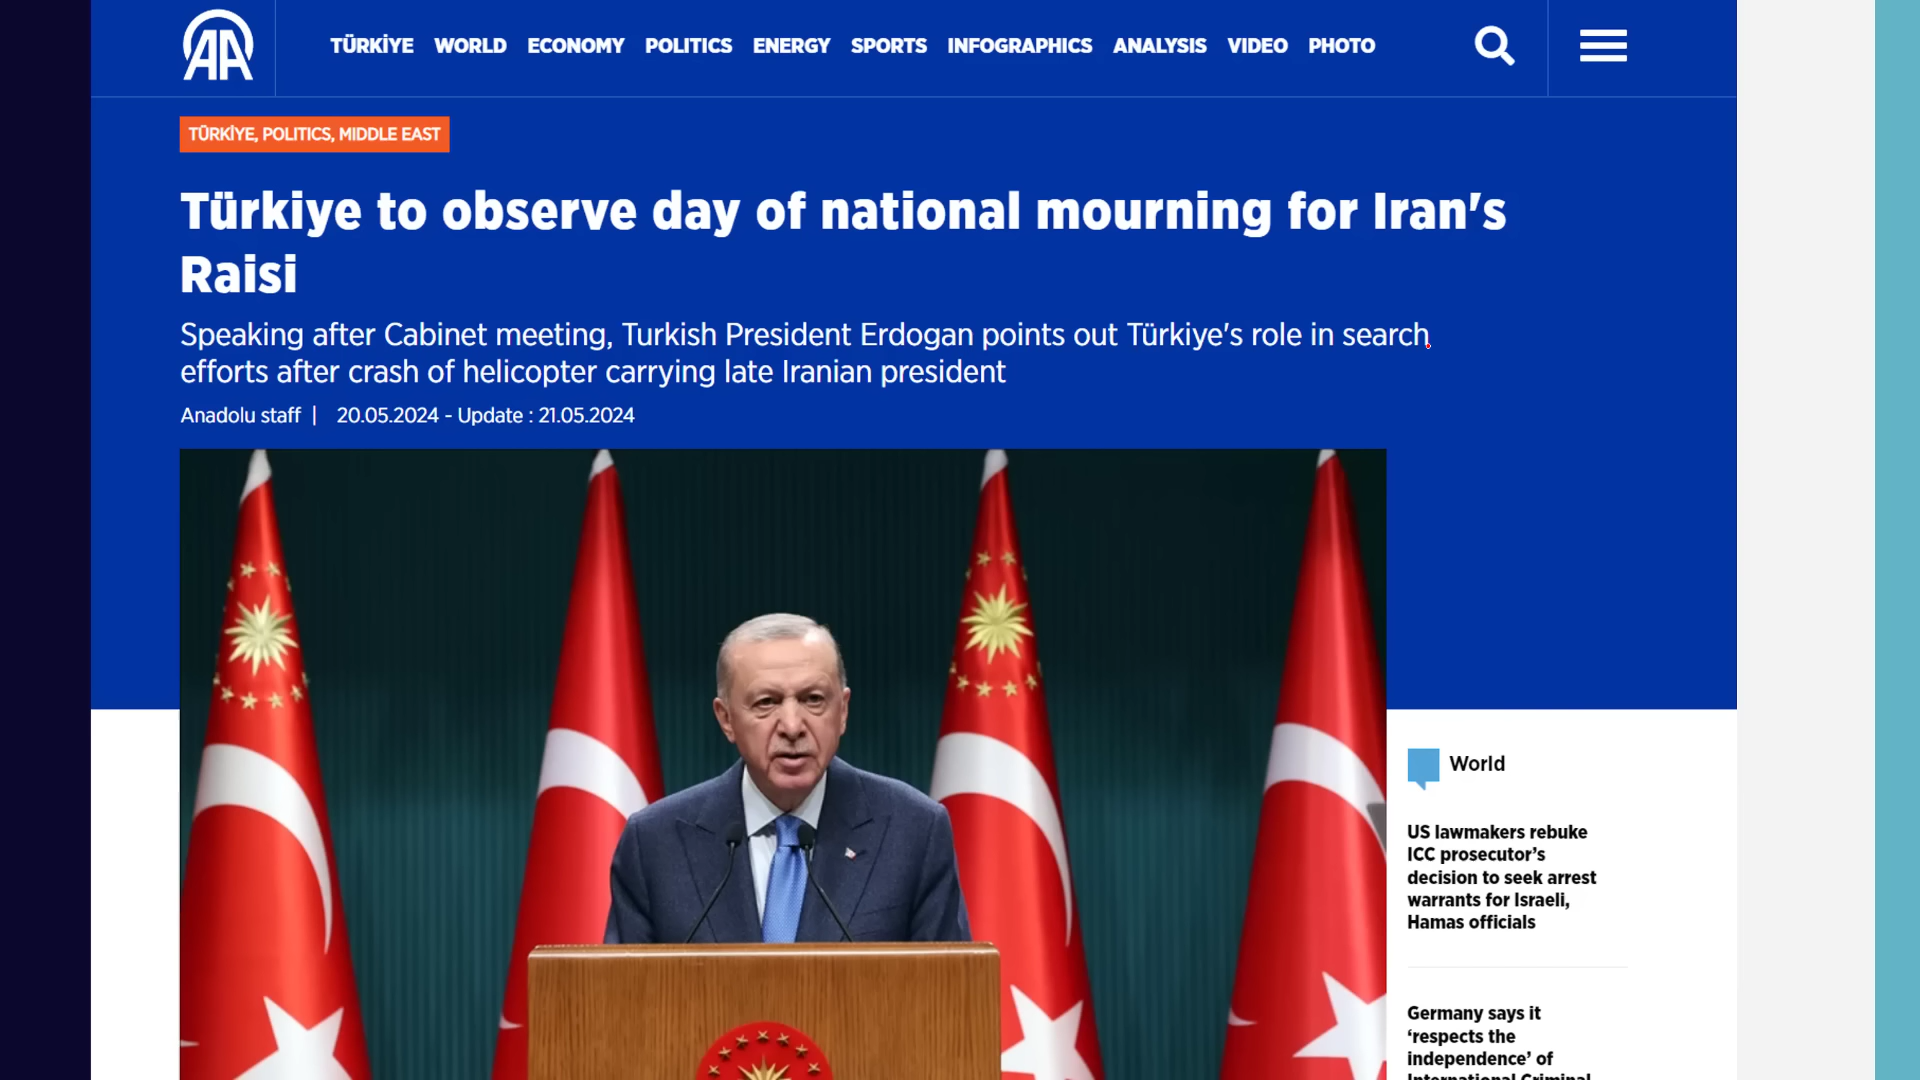 AA
TÜRKİYE WORLD ECONOMY POLITICS ENERGY SPORTS INFOGRAPHICS ANALYSIS VIDEO PHOTO
TÜRKİYE, POLITICS, MIDDLE EAST
Türkiye to observe day of national mourning for Iran's
Raisi
Speaking after Cabinet meeting, Turkish President Erdogan points out Türkiye's role in search
efforts after crash of helicopter carrying late Iranian president
Anadolu staff | 20.05.2024 - Update : 21.05.2024
World
US lawmakers rebuke
ICC prosecutor’s
decision to seek arrest
warrants for Israeli,
Hamas officials
Germany says it
‘respects the
independence’ of
International Criminal